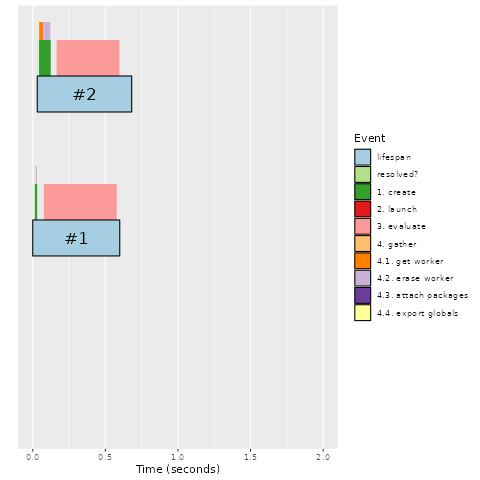 #2
#1
0.0 0.5 1.0 1.5 2.0
Time (seconds)
Event
lifespan
resolved?
1. create
2. launch
3. evaluate
4. gather
4.1. get worker
4.2. erase worker
4.3. attach packages
4.4. export globals